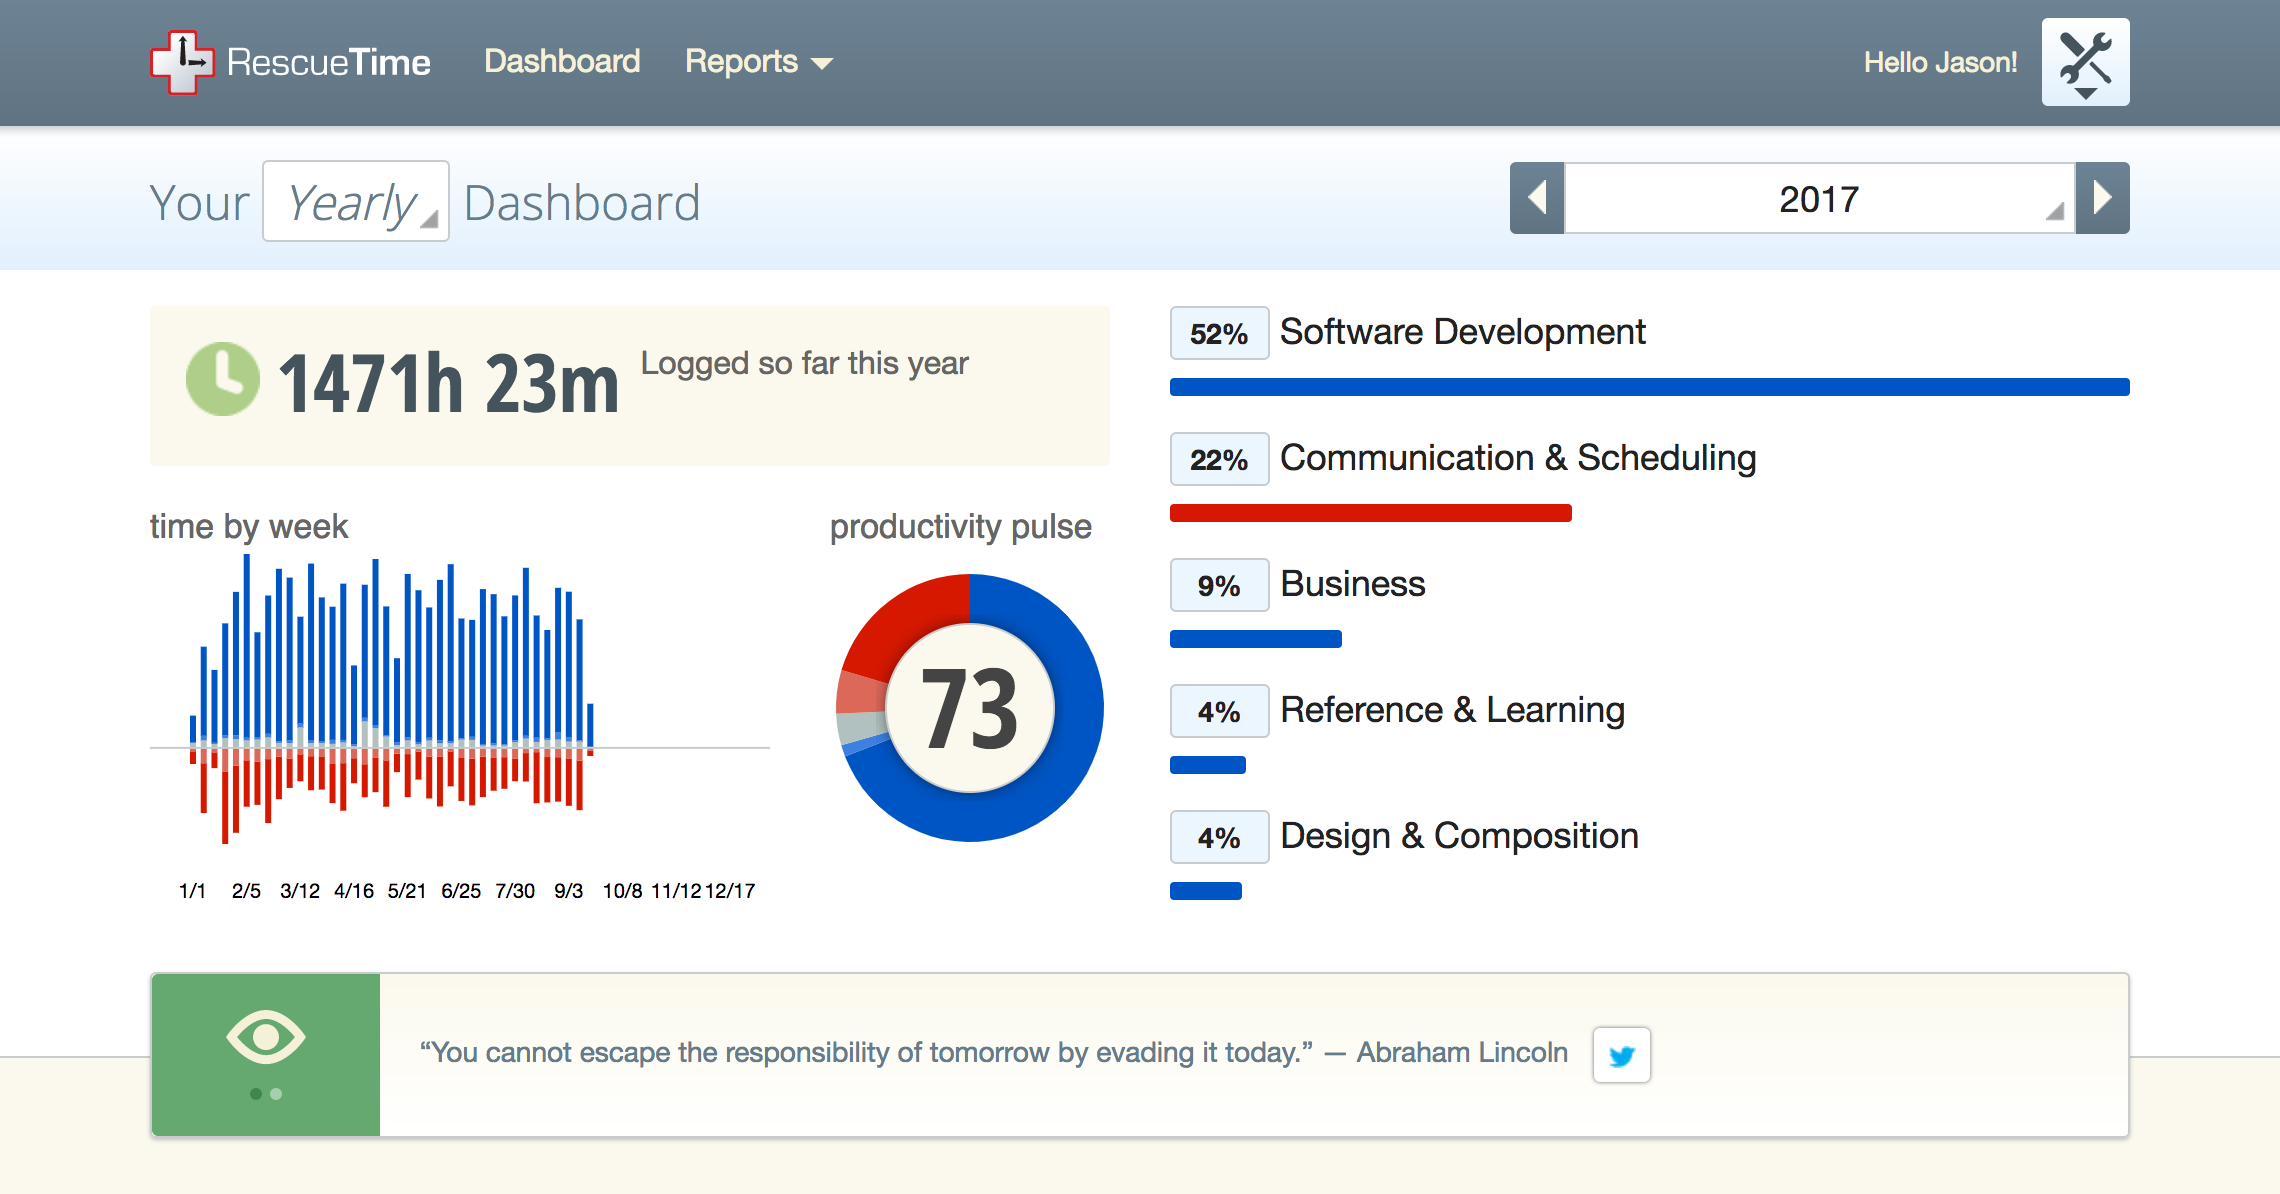 RescueTime Dashboard Reports Hello Jason!
Your Yearly Dashboard
2017
1471h 23m Logged so far this year
time by week
1/1 2/5 3/12 4/16 5/21 6/25 7/30 9/3 10/8 11/12 12/17
productivity pulse
73
52% Software Development
22% Communication & Scheduling
9% Business
4% Reference & Learning
4% Design & Composition
“You cannot escape the responsibility of tomorrow by evading it today.” — Abraham Lincoln